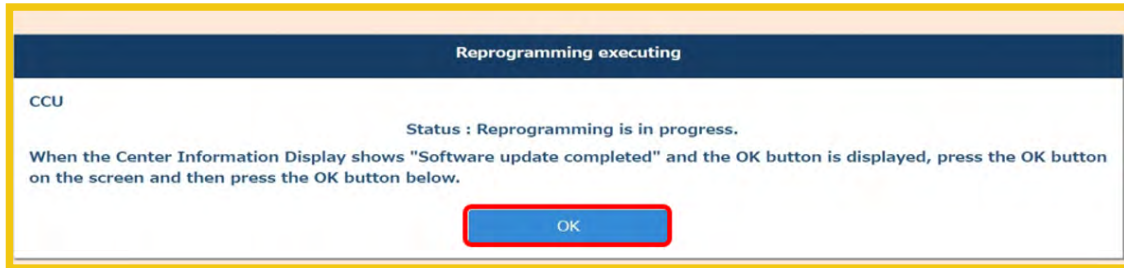 Reprogramming executing
CCU
Status : Reprogramming is in progress.
When the Center Information Display shows "Software update completed" and the OK button is displayed, press the OK button
on the screen and then press the OK button below.
OK